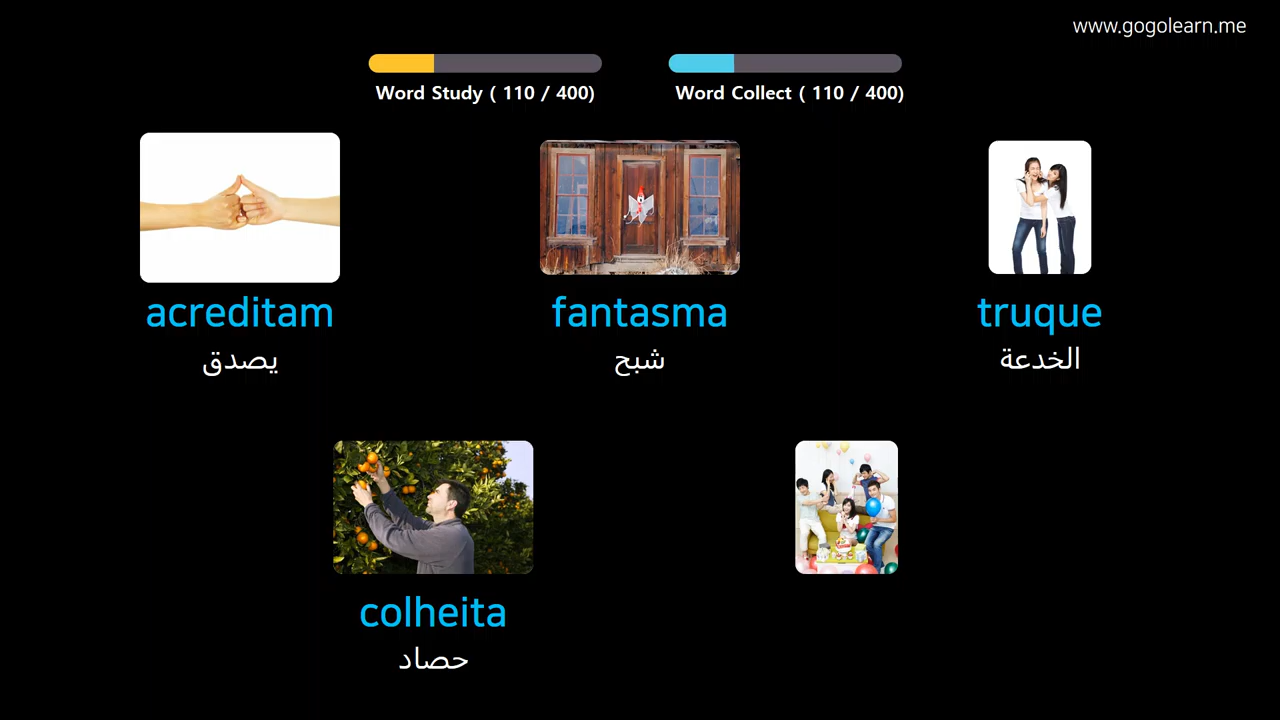 www.gogolearn.me
Word Study ( 110 / 400)
Word Collect ( 110 / 400)
acreditam
يصدق
fantasma
شبح
truque
الخدعة
colheita
حصاد